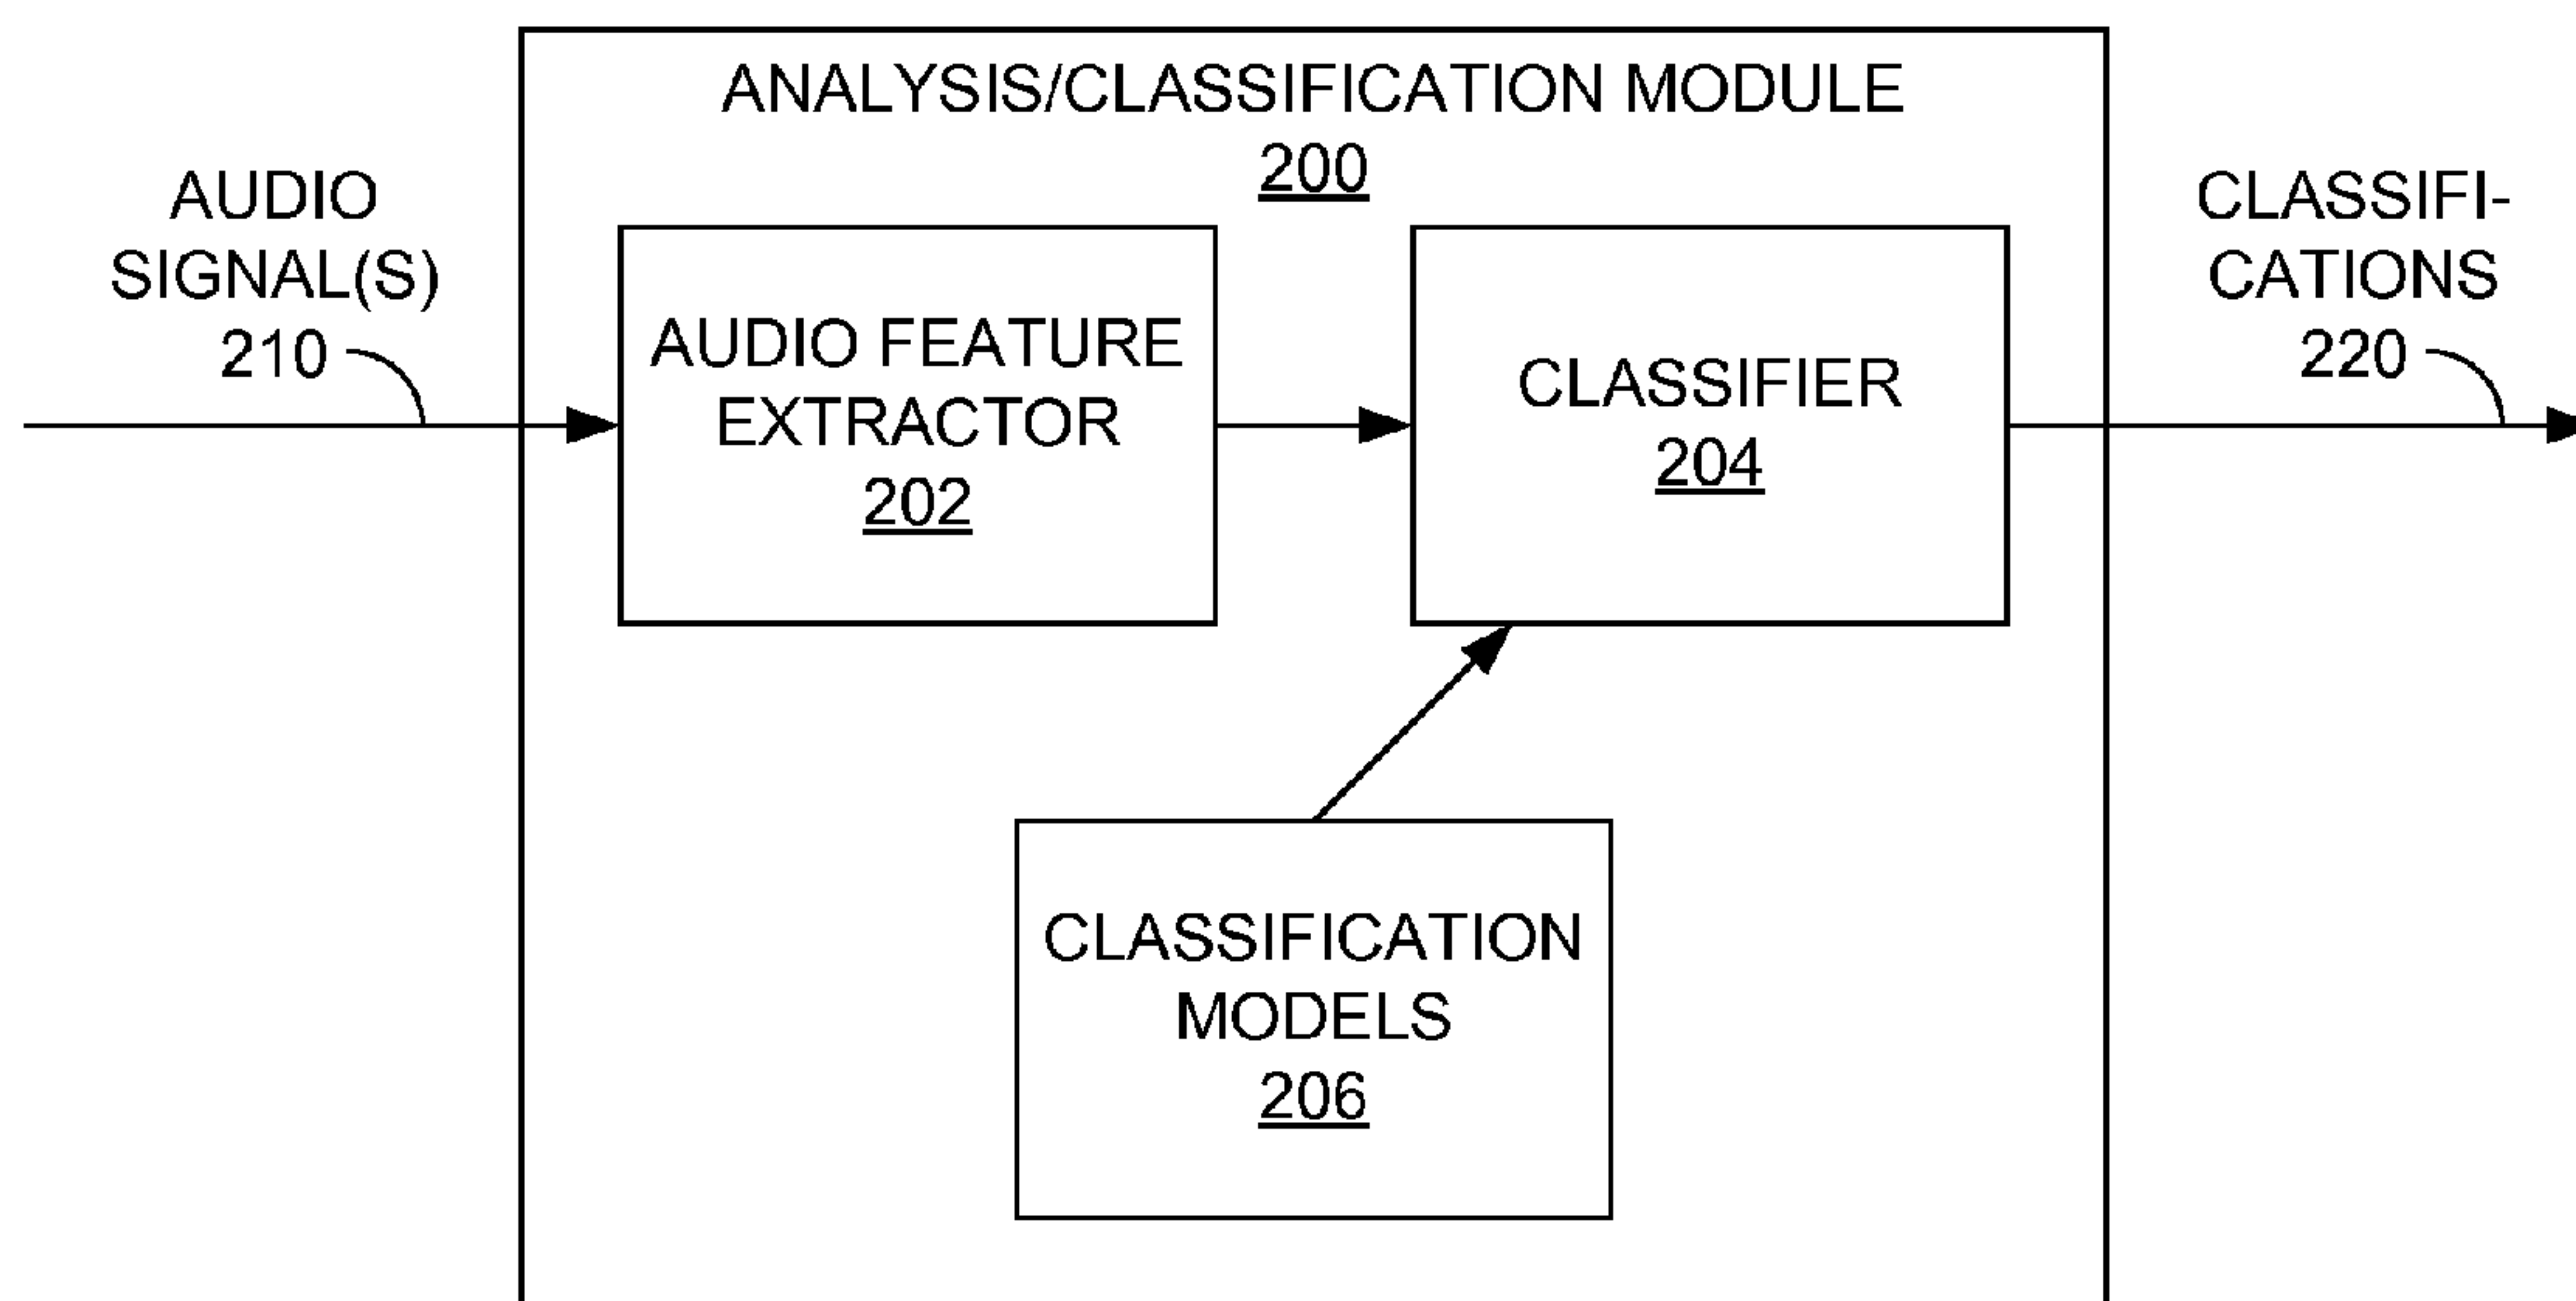 ANALYSIS/CLASSIFICATION MODULE
200
AUDIO
SIGNAL(S)
210
AUDIO FEATURE
EXTRACTOR
202
CLASSIFIER
204
CLASSIFI-
CATIONS
220
CLASSIFICATION
MODELS
206